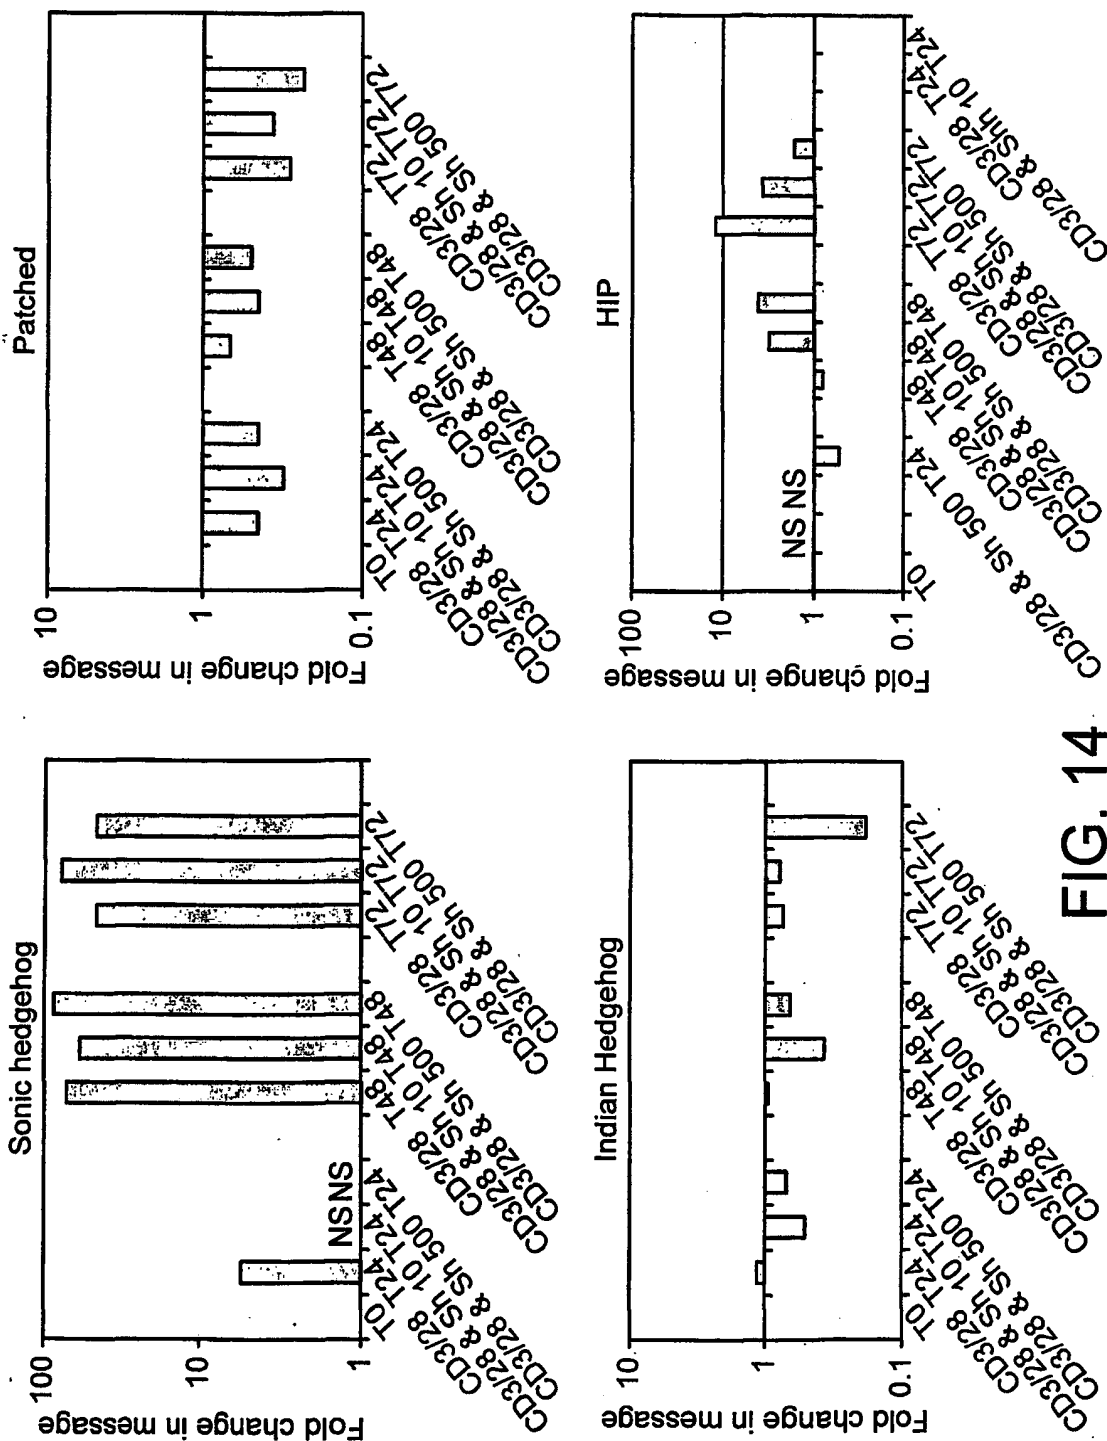 Sonic hedgehog
Fold change in message
100
10
1
NS NS
T0
CD3/28 T24
CD3/28 & Sh 10 T24
CD3/28 & Sh 500 T24
CD3/28 T48
CD3/28 & Sh 10 T48
CD3/28 & Sh 500 T48
CD3/28 T72
CD3/28 & Sh 10 T72
CD3/28 & Sh 500 T72
Patched
Fold change in message
10
1
0.1
T0
CD3/28 T24
CD3/28 & Sh 10 T24
CD3/28 & Sh 500 T24
CD3/28 T48
CD3/28 & Sh 10 T48
CD3/28 & Sh 500 T48
CD3/28 T72
CD3/28 & Sh 10 T72
CD3/28 & Sh 500 T72
Indian Hedgehog
Fold change in message
10
1
0.1
T0
CD3/28 T24
CD3/28 & Sh 10 T24
CD3/28 & Sh 500 T24
CD3/28 T48
CD3/28 & Sh 10 T48
CD3/28 & Sh 500 T48
CD3/28 T72
CD3/28 & Sh 10 T72
CD3/28 & Sh 500 T72
HIP
Fold change in message
100
10
1
0.1
NS NS
T0
CD3/28 & Sh 500 T24
CD3/28 T48
CD3/28 & Sh 10 T48
CD3/28 & Sh 500 T48
CD3/28 T72
CD3/28 & Sh 10 T72
CD3/28 & Sh 500 T72
CD3/28 T24
CD3/28 & Shh 10 T24
FIG. 14